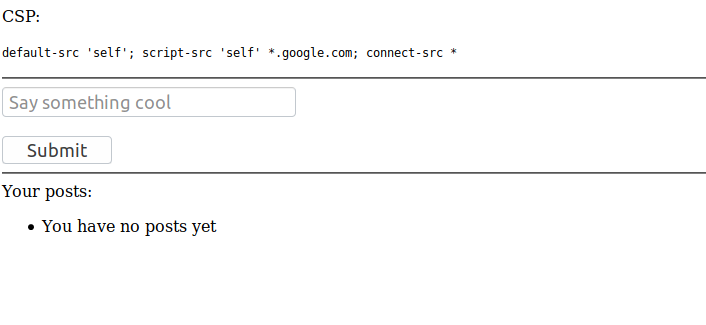 CSP:
default-src 'self'; script-src 'self' *.google.com; connect-src *
Say something cool
Submit
Your posts:
You have no posts yet